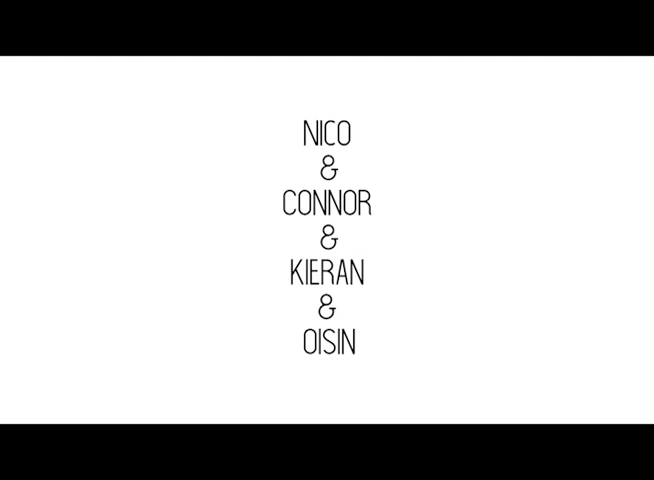 NICO
&
CONNOR
&
KIERAN
&
OISIN